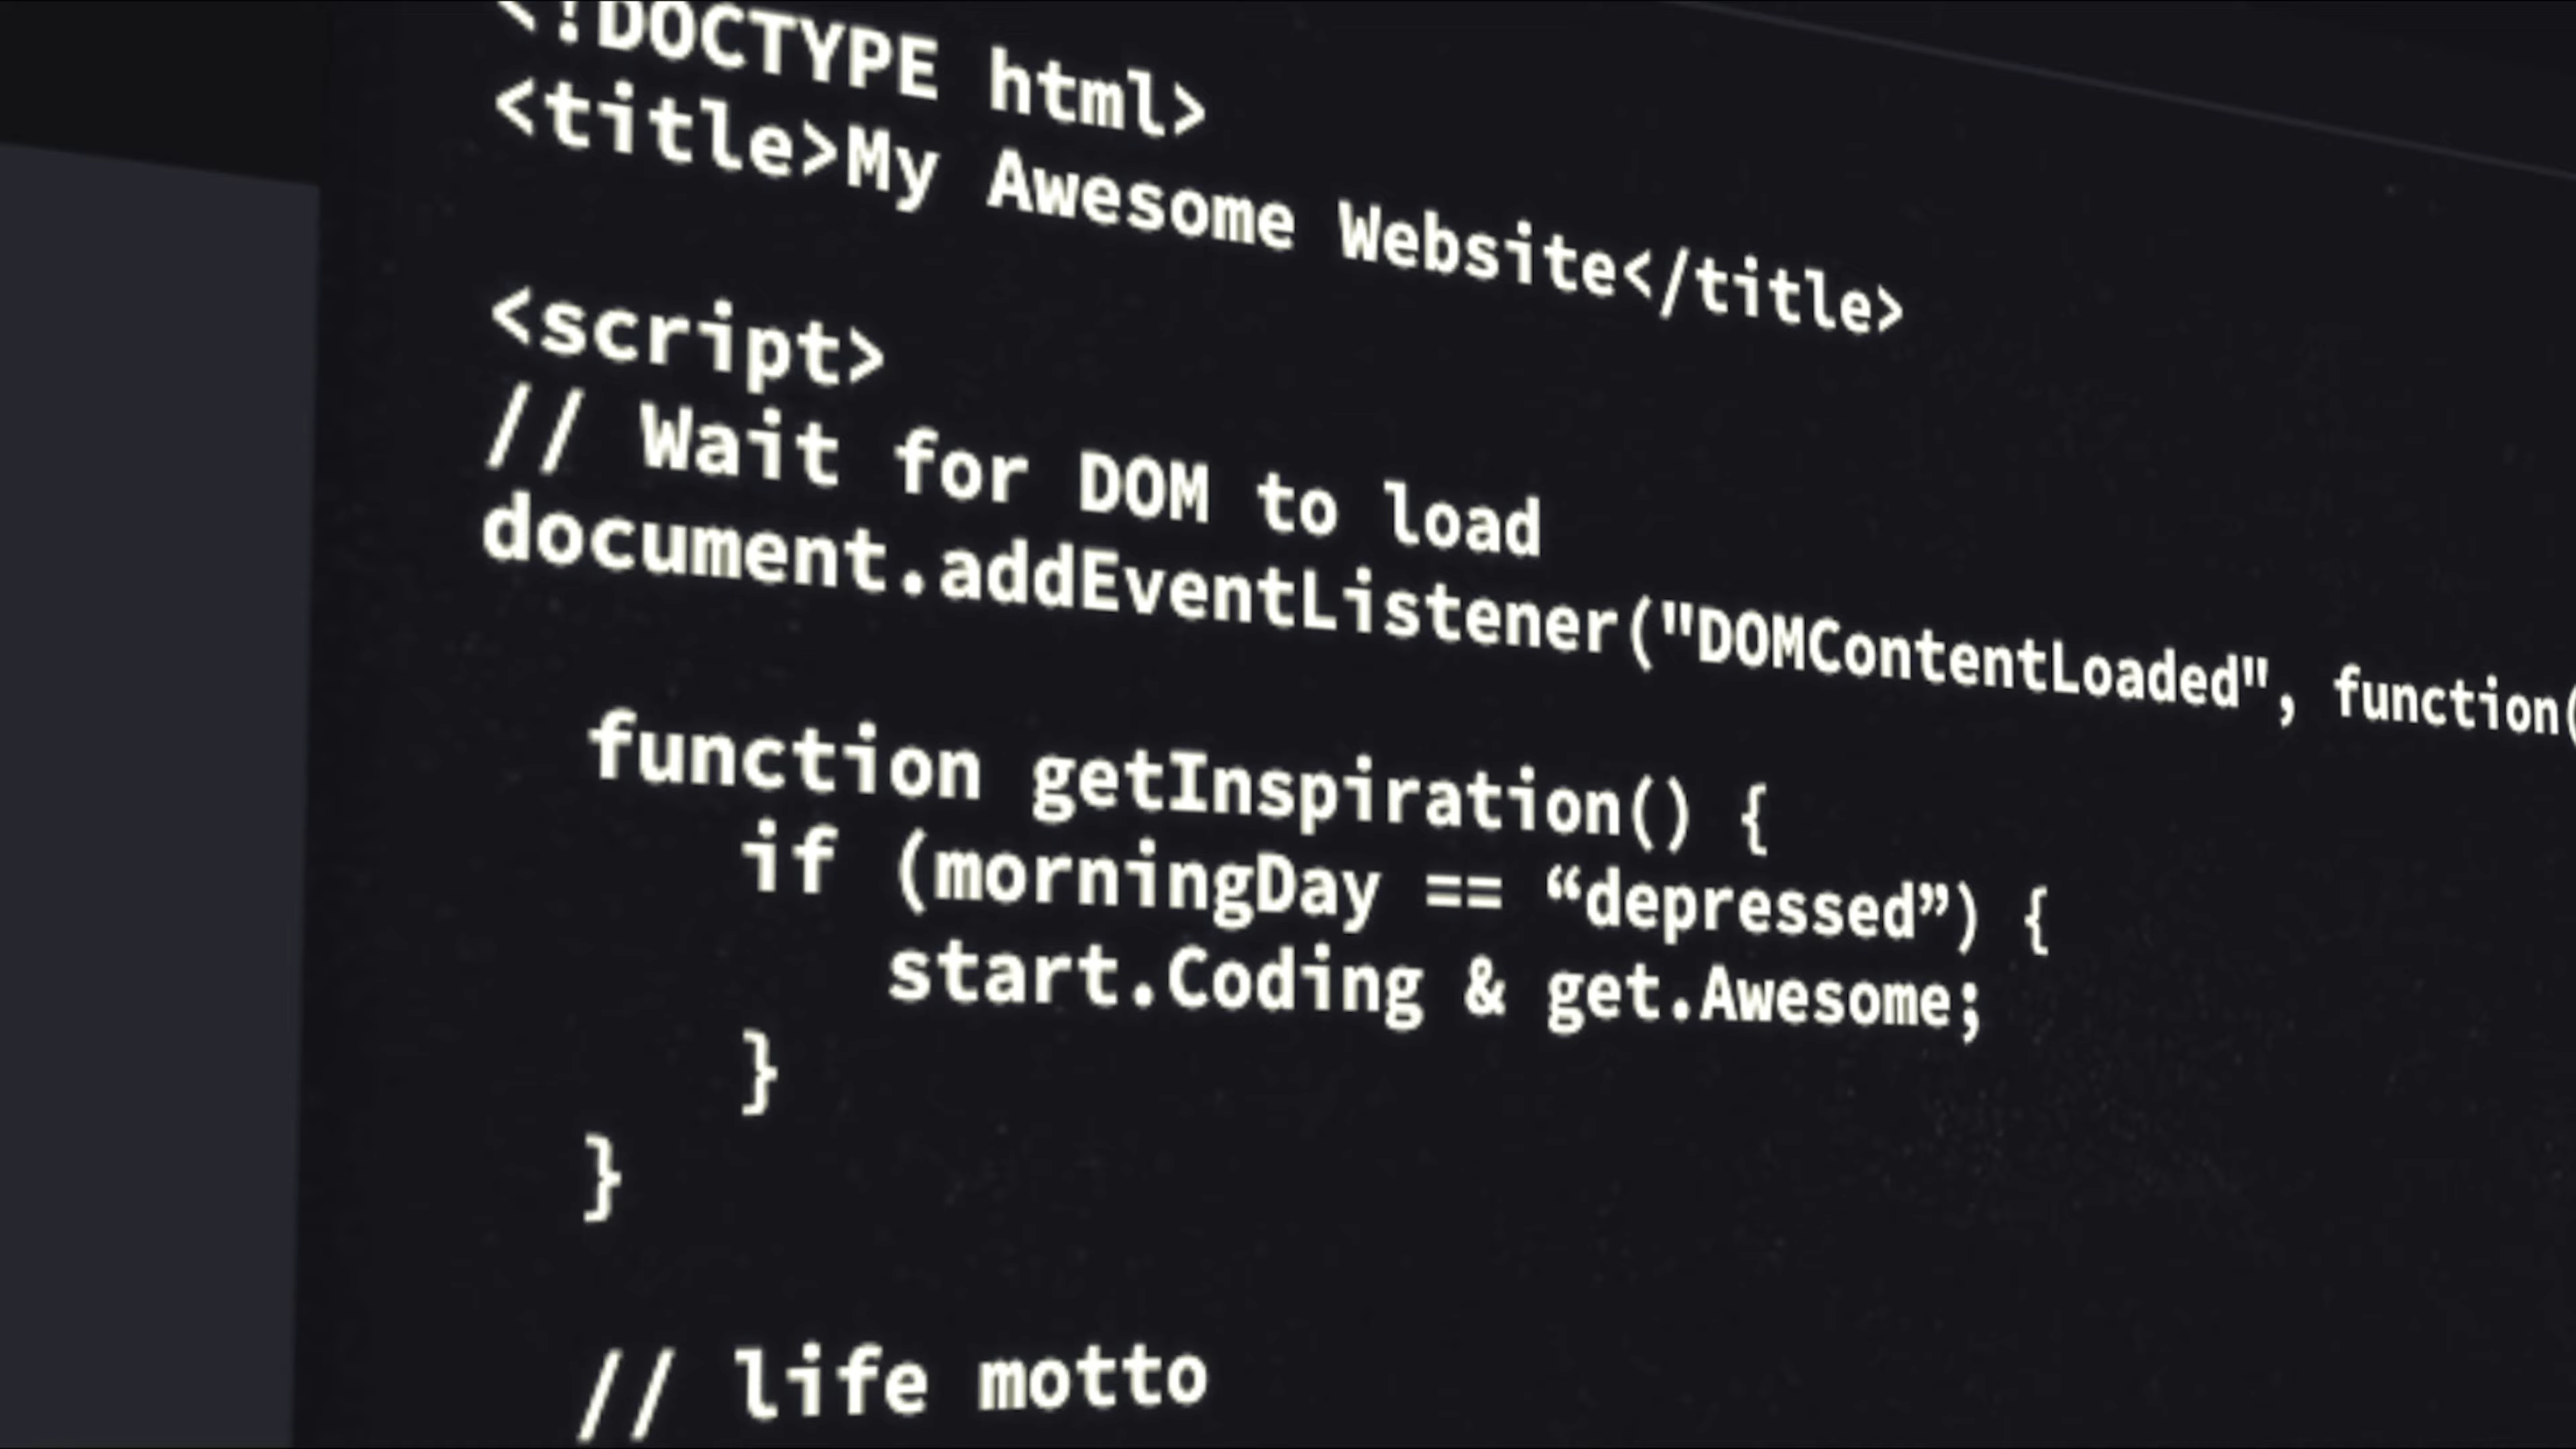 <!DOCTYPE html>
<title>My Awesome Website</title>
<script>
// Wait for DOM to load
document.addEventListener("DOMContentLoaded", function(
function getInspiration() {
if (morningDay == “depressed”) {
start.Coding & get.Awesome;
}
}
// life motto